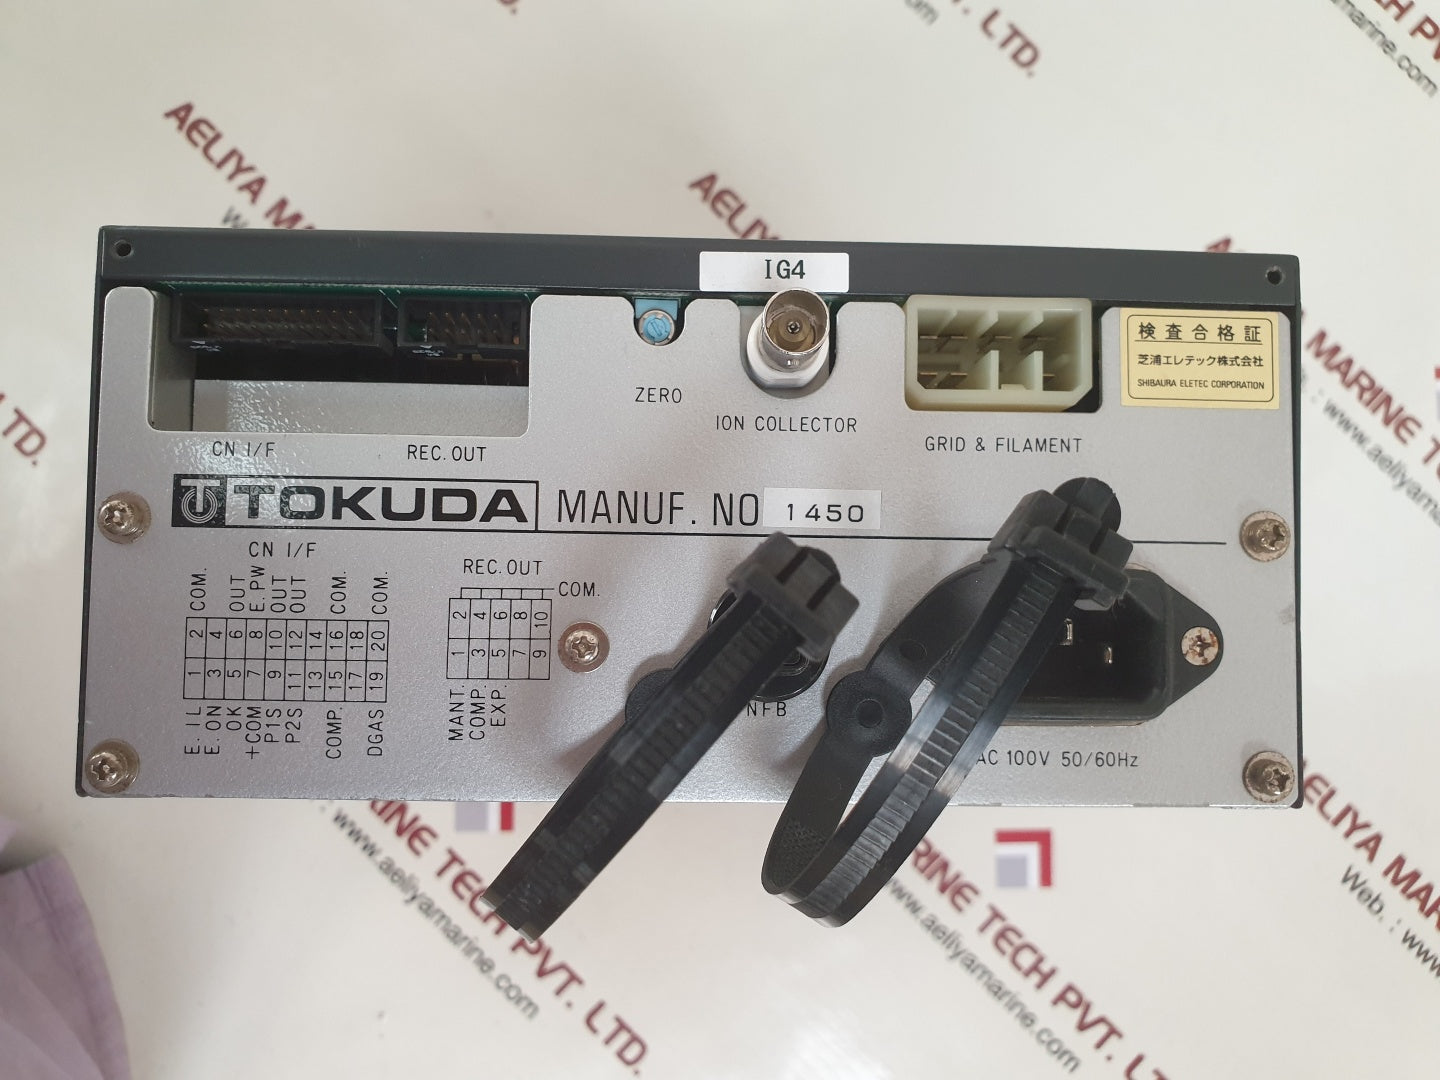 IG4
検査合格証
芝浦エレテック株式会社
SHIBAURA ELETEC CORPORATION
ZERO
ION COLLECTOR
GRID & FILAMENT
CN I/F
REC. OUT
TOKUDA MANUF. NO 1450
CN I/F
COM.
OUT
E.PW
OUT
OUT
COM.
COM.
2 4 6 8 10 12 14 16 18 20
1 3 5 7 9 11 13 15 17 19
E. IL
E. ON
OK
+COM
P1S
P2S
COMP.
DGAS
REC. OUT
COM.
2 4 6 8 10
1 3 5 7 9
MANT.
COMP.
EXP.
NFB
AC 100V 50/60Hz
AELIYA MARINE TECH PVT. LTD.
www.aeliyamarine.com
Web. : www.aeliyamarine.com